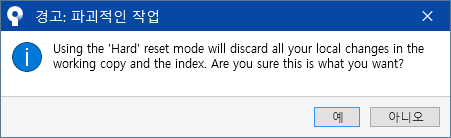 경고: 파괴적인 작업
Using the 'Hard' reset mode will discard all your local changes in the
working copy and the index. Are you sure this is what you want?
예
아니오